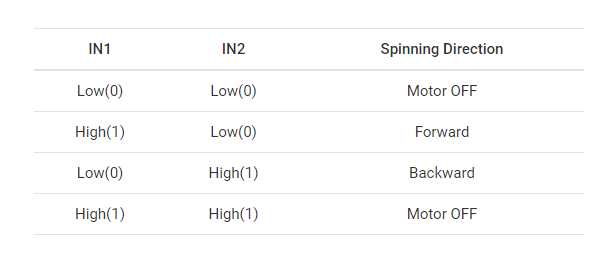 IN1 IN2 Spinning Direction
Low(0) Low(0) Motor OFF
High(1) Low(0) Forward
Low(0) High(1) Backward
High(1) High(1) Motor OFF